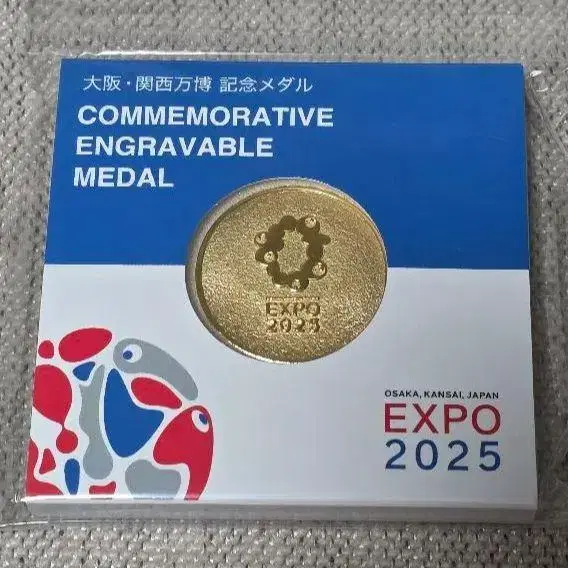 大阪・関西万博 記念メダル
COMMEMORATIVE
ENGRAVABLE
MEDAL
EXPO
2025
OSAKA, KANSAI, JAPAN
EXPO
2025